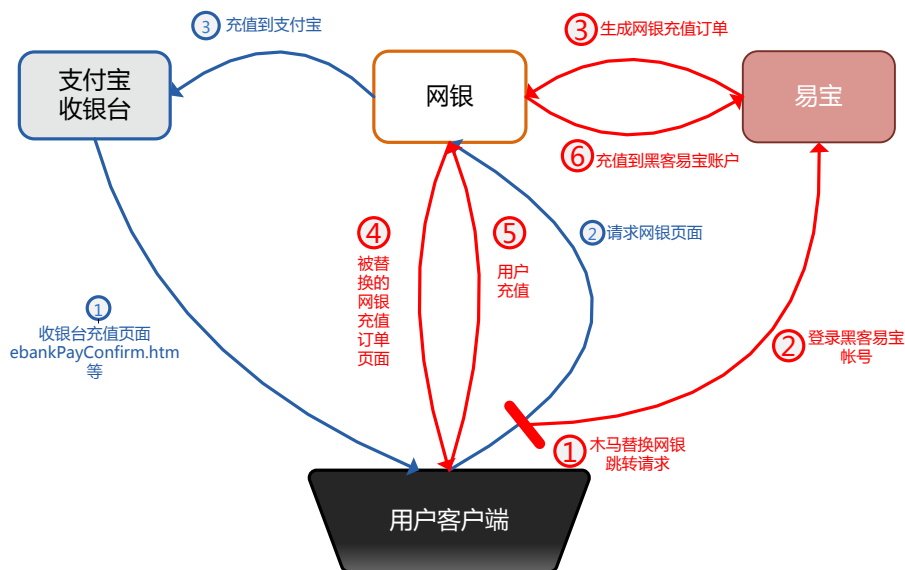 ③ 充值到支付宝
③ 生成网银充值订单
支付宝
收银台
网银
易宝
⑥ 充值到黑客易宝账户
④
被替
换的
网银
充值
订单
页面
⑤
用户
充值
② 请求网银页面
①
收银台充值页面
ebankPayConfirm.htm
等
② 登录黑客易宝
帐号
① 木马替换网银
跳转请求
用户客户端